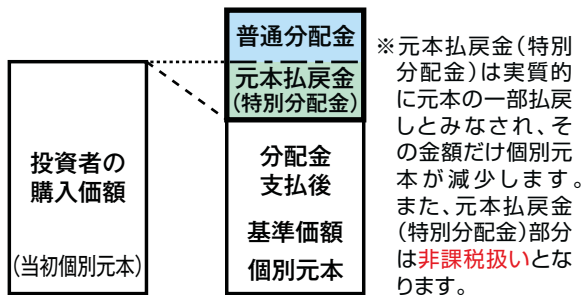 投資者の
購入価額
(当初個別元本)
普通分配金
元本払戻金
(特別分配金)
分配金
支払後
基準価額
個別元本
※元本払戻金(特別
分配金)は実質的
に元本の一部払戻
しとみなされ、そ
の金額だけ個別元
本が減少します。
また、元本払戻金
(特別分配金)部分
は非課税扱いとな
ります。